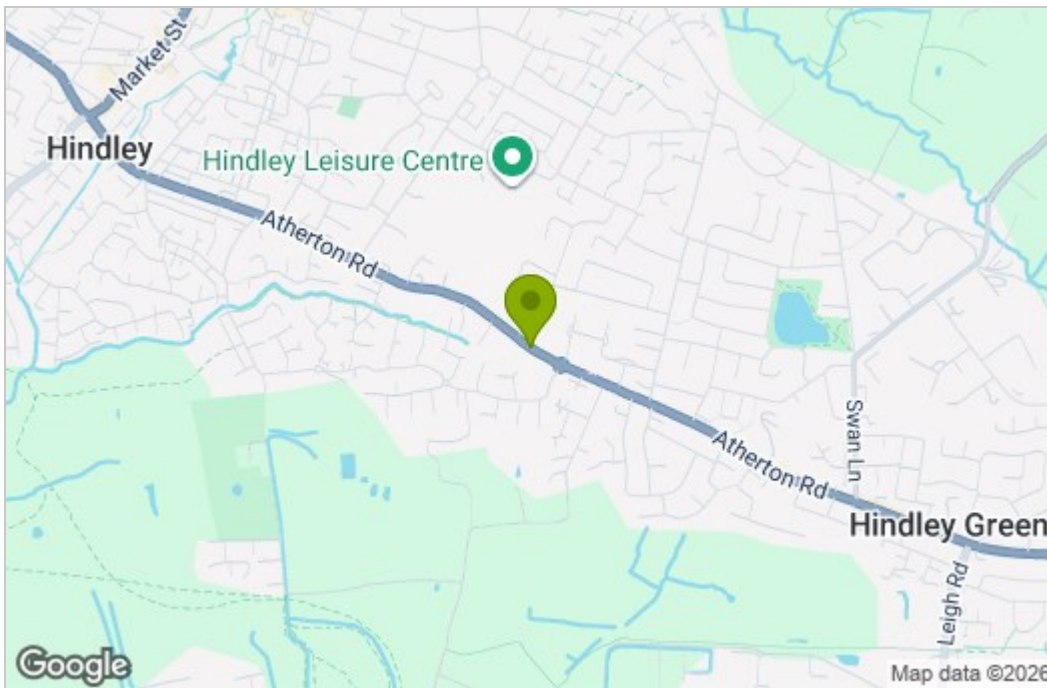 Market St
Hindley
Hindley Leisure Centre
Atherton Rd
Swan Ln
Atherton Rd
Hindley Green
Leigh Rd
Google
Map data ©2026